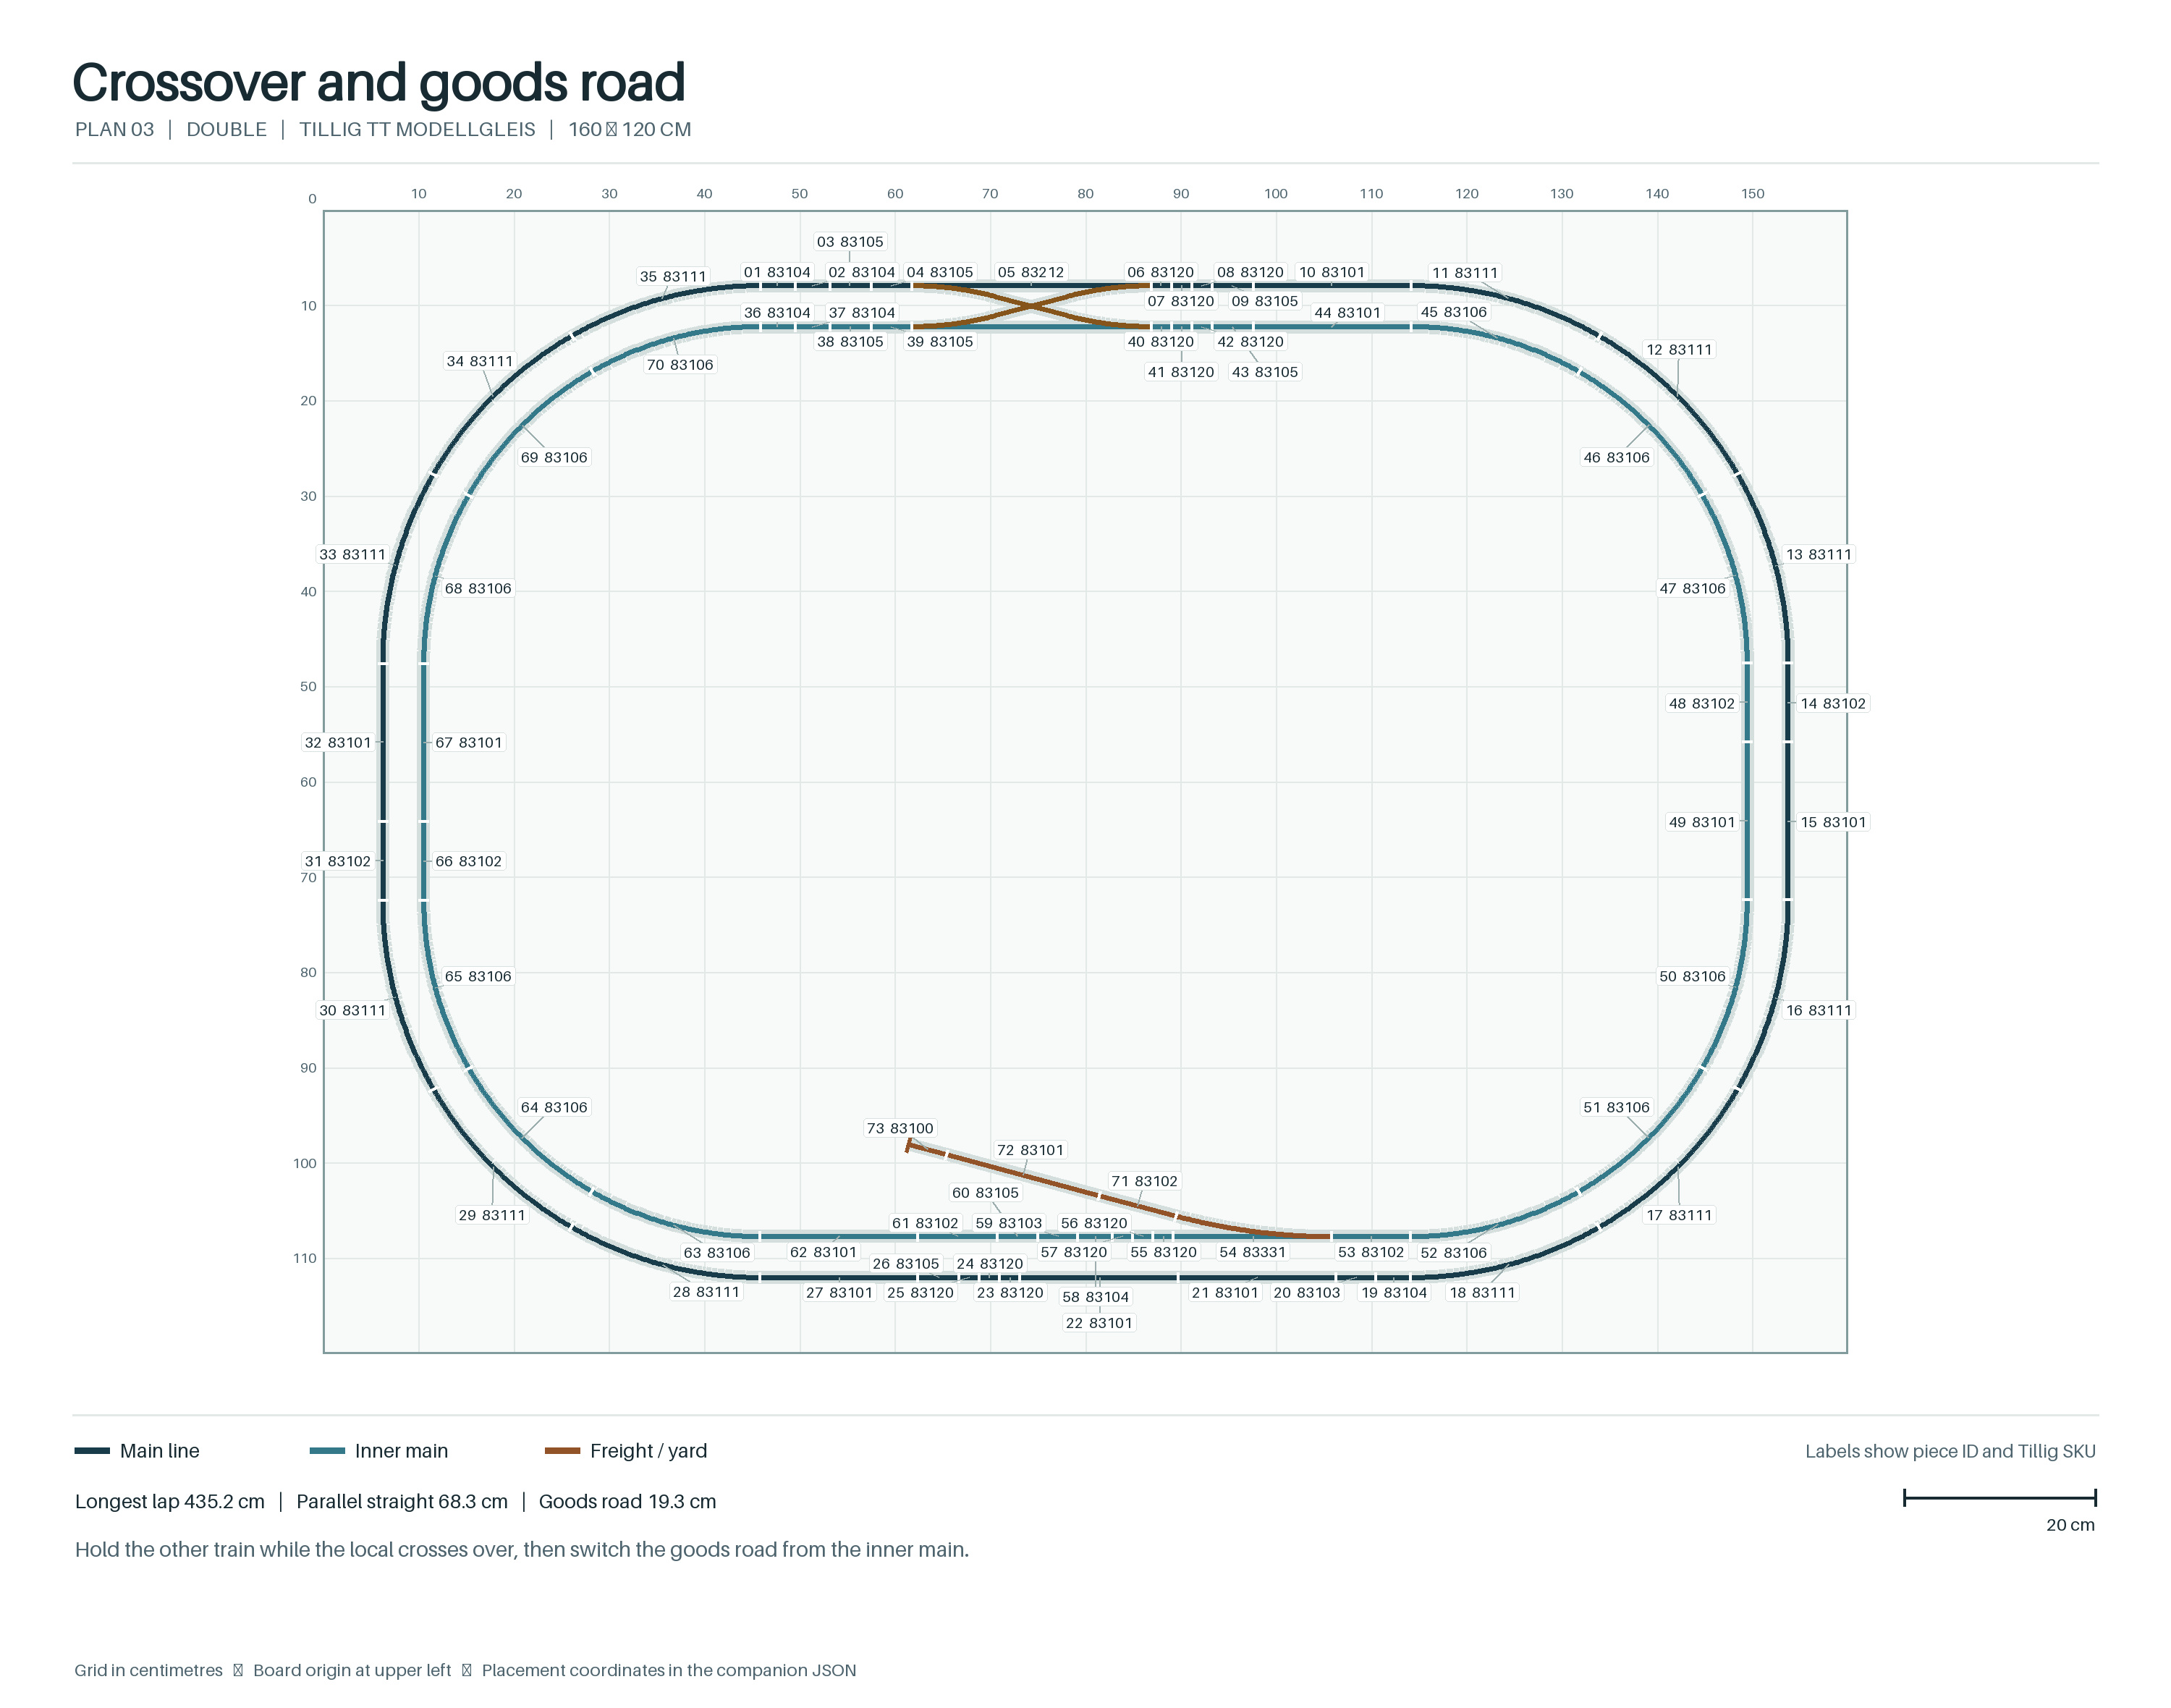 Crossover and goods road
PLAN 03 | DOUBLE | TILLIG TT MODELLGLEIS | 160 120 CM
0 10 20 30 40 50 60 70 80 90 100 110 120 130 140 150
03 83105
35 83111 01 83104 02 83104 04 83105 05 83212 06 83120 08 83120 10 83101 11 83111
07 83120 09 83105
10
36 83104 37 83104 44 83101 45 83106
38 83105 39 83105 40 83120 42 83120
12 83111
34 83111
70 83106 41 83120 43 83105
20
69 83106 46 83106
30
33 83111 13 83111
68 83106 47 83106
40
50
48 83102 14 83102
32 83101 67 83101
60
49 83101 15 83101
31 83102 66 83102
70
80
65 83106 50 83106
30 83111 16 83111
90
64 83106 51 83106
73 83100
72 83101
100
71 83102
60 83105
29 83111 17 83111
61 83102 59 83103 56 83120
63 83106 62 83101 57 83120 55 83120 54 83331 53 83102 52 83106
110
26 83105 24 83120
28 83111 27 83101 25 83120 23 83120 21 83101 20 83103 19 83104 18 83111
58 83104
22 83101
Main line Inner main Freight / yard
Labels show piece ID and Tillig SKU
Longest lap 435.2 cm | Parallel straight 68.3 cm | Goods road 19.3 cm
20 cm
Hold the other train while the local crosses over, then switch the goods road from the inner main.
Grid in centimetres Board origin at upper left Placement coordinates in the companion JSON